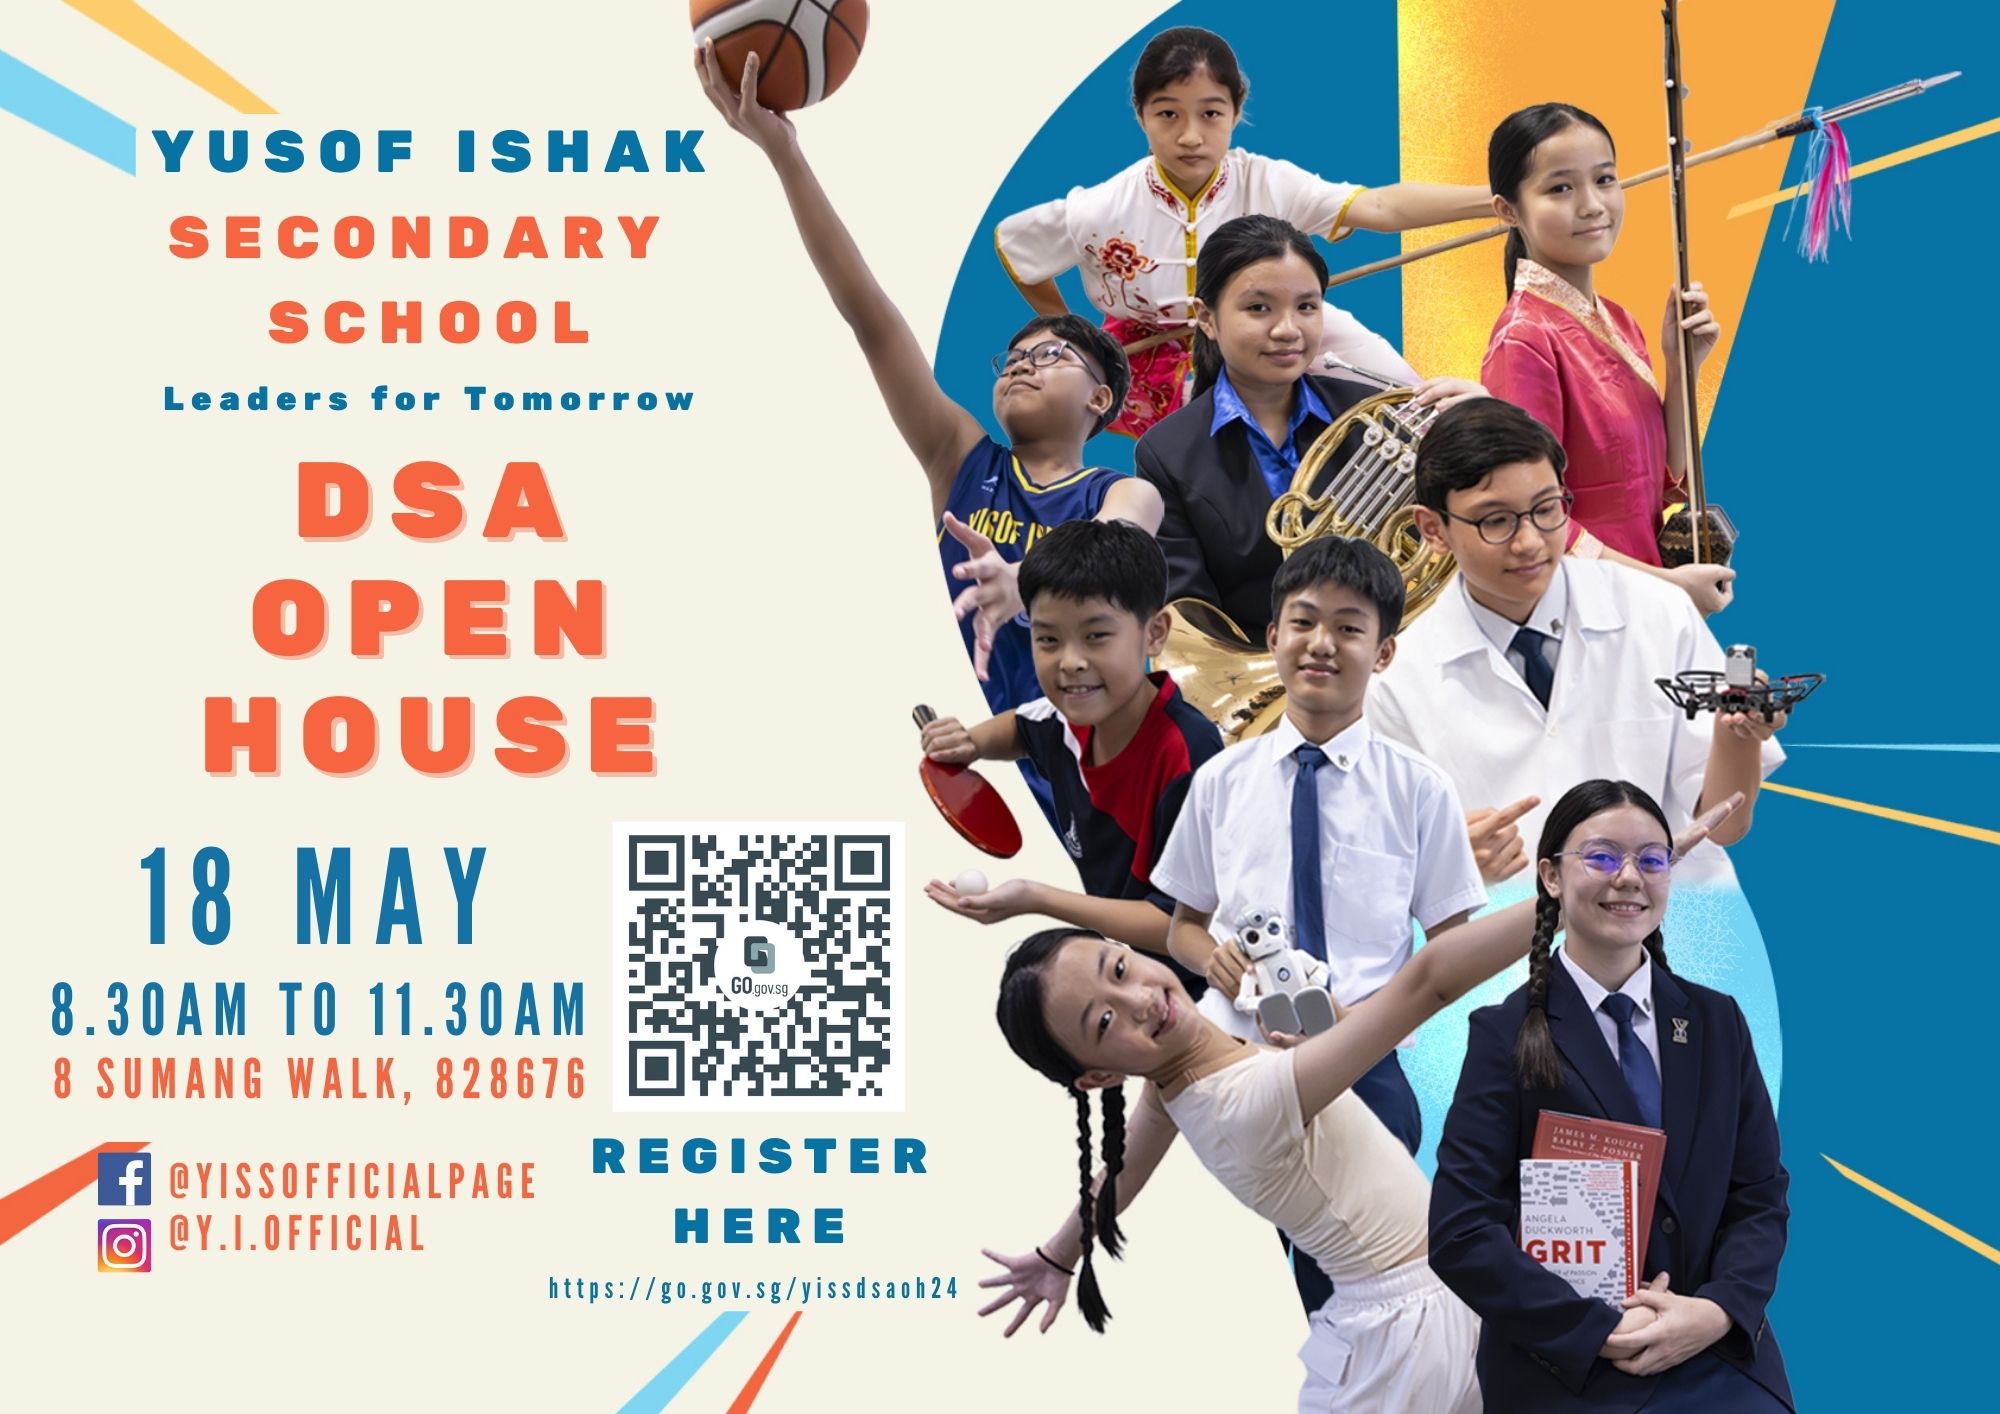 YUSOF ISHAK
SECONDARY
SCHOOL
Leaders for Tomorrow
DSA
OPEN
HOUSE
18 MAY
8.30AM TO 11.30AM
8 SUMANG WALK, 828676
@YISSOFFICIALPAGE
@Y.I.OFFICIAL
GO.gov.sg
REGISTER
HERE
https://go.gov.sg/yissdsaoh24
YUSOF
JAMES M. KOUZES
BARRY Z. POSNER
ANGELA
DUCKWORTH
GRIT
PASSION